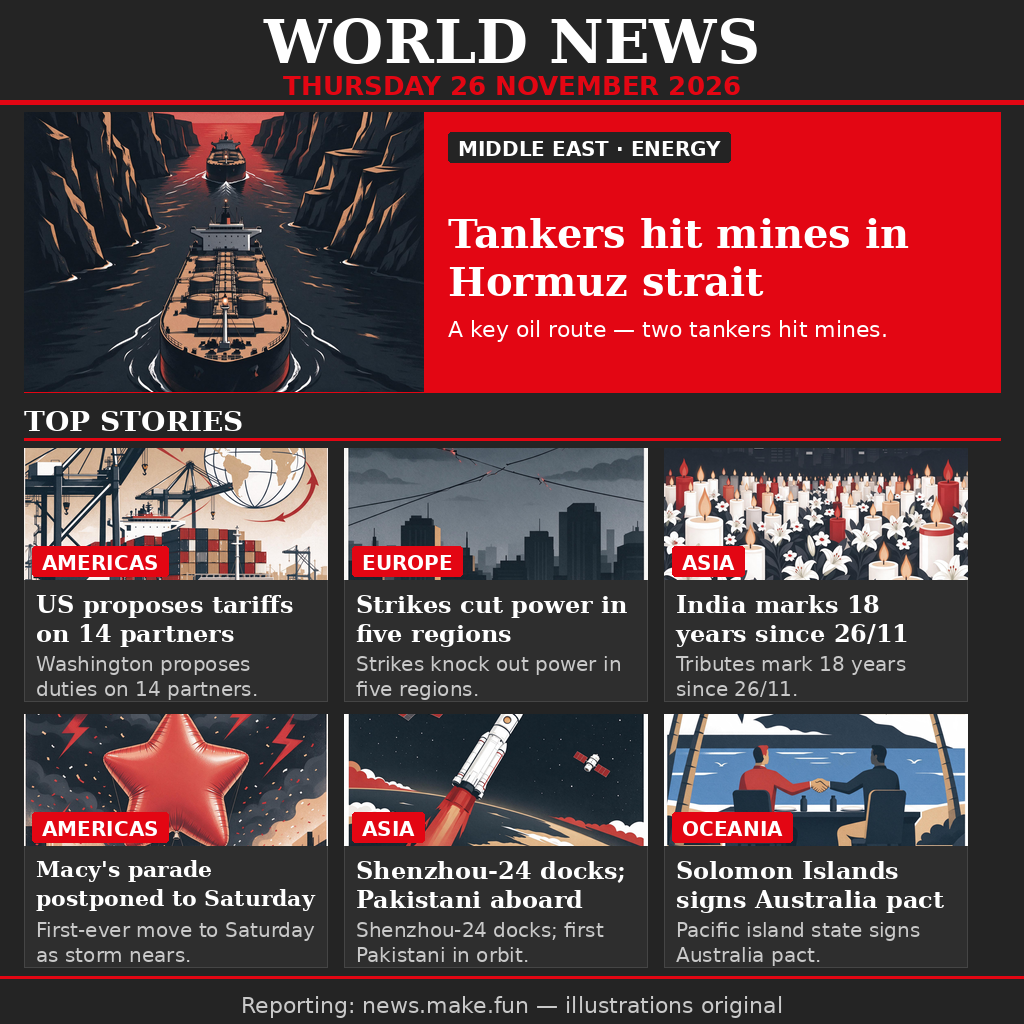 WORLD NEWS
THURSDAY 26 NOVEMBER 2026
MIDDLE EAST · ENERGY
Tankers hit mines in
Hormuz strait
A key oil route — two tankers hit mines.
TOP STORIES
AMERICAS
US proposes tariffs
on 14 partners
Washington proposes
duties on 14 partners.
EUROPE
Strikes cut power in
five regions
Strikes knock out power in
five regions.
ASIA
India marks 18
years since 26/11
Tributes mark 18 years
since 26/11.
AMERICAS
Macy's parade
postponed to Saturday
First-ever move to Saturday
as storm nears.
ASIA
Shenzhou-24 docks;
Pakistani aboard
Shenzhou-24 docks; first
Pakistani in orbit.
OCEANIA
Solomon Islands
signs Australia pact
Pacific island state signs
Australia pact.
Reporting: news.make.fun — illustrations original